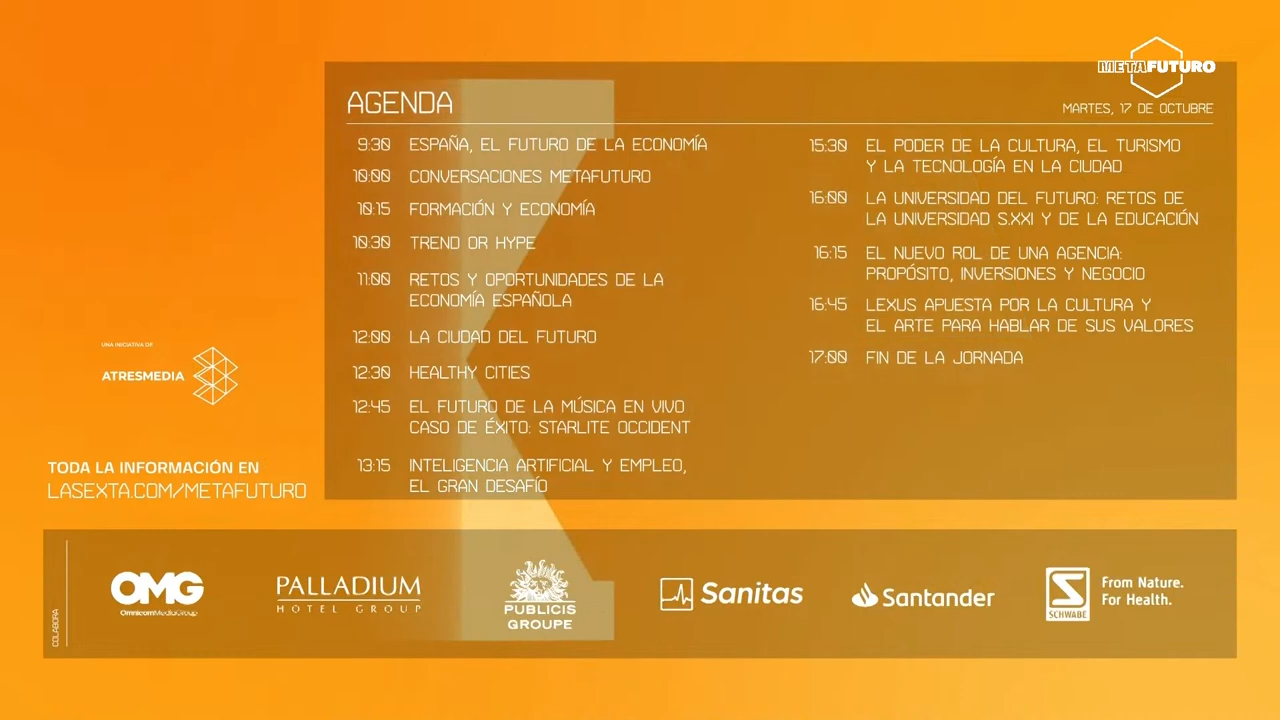 METAFUTURO
AGENDA
MARTES, 17 DE OCTUBRE
9:30 ESPAÑA, EL FUTURO DE LA ECONOMÍA
10:00 CONVERSACIONES METAFUTURO
10:15 FORMACIÓN Y ECONOMÍA
10:30 TREND OR HYPE
11:00 RETOS Y OPORTUNIDADES DE LA
ECONOMÍA ESPAÑOLA
12:00 LA CIUDAD DEL FUTURO
12:30 HEALTHY CITIES
12:45 EL FUTURO DE LA MÚSICA EN VIVO
CASO DE ÉXITO: STARLITE OCCIDENT
13:15 INTELIGENCIA ARTIFICIAL Y EMPLEO,
EL GRAN DESAFÍO
15:30 EL PODER DE LA CULTURA, EL TURISMO
Y LA TECNOLOGÍA EN LA CIUDAD
16:00 LA UNIVERSIDAD DEL FUTURO: RETOS DE
LA UNIVERSIDAD S.XXI Y DE LA EDUCACIÓN
16:15 EL NUEVO ROL DE UNA AGENCIA:
PROPÓSITO, INVERSIONES Y NEGOCIO
16:45 LEXUS APUESTA POR LA CULTURA Y
EL ARTE PARA HABLAR DE SUS VALORES
17:00 FIN DE LA JORNADA
UNA INICIATIVA DE
ATRESMEDIA
TODA LA INFORMACIÓN EN
LASEXTA.COM/METAFUTURO
COLABORA
OMG
OmnicomMediaGroup
PALLADIUM
HOTEL GROUP
PUBLICIS
GROUPE
Sanitas
Santander
SCHWABE
From Nature.
For Health.